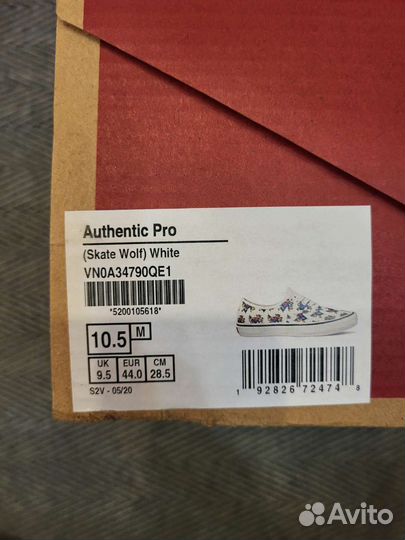 Authentic Pro
(Skate Wolf) White
VN0A34790QE1
*5200105618*
10.5 M
UK EUR CM
9.5 44.0 28.5
S2V - 05/20
1 92826 72474 8
Avito